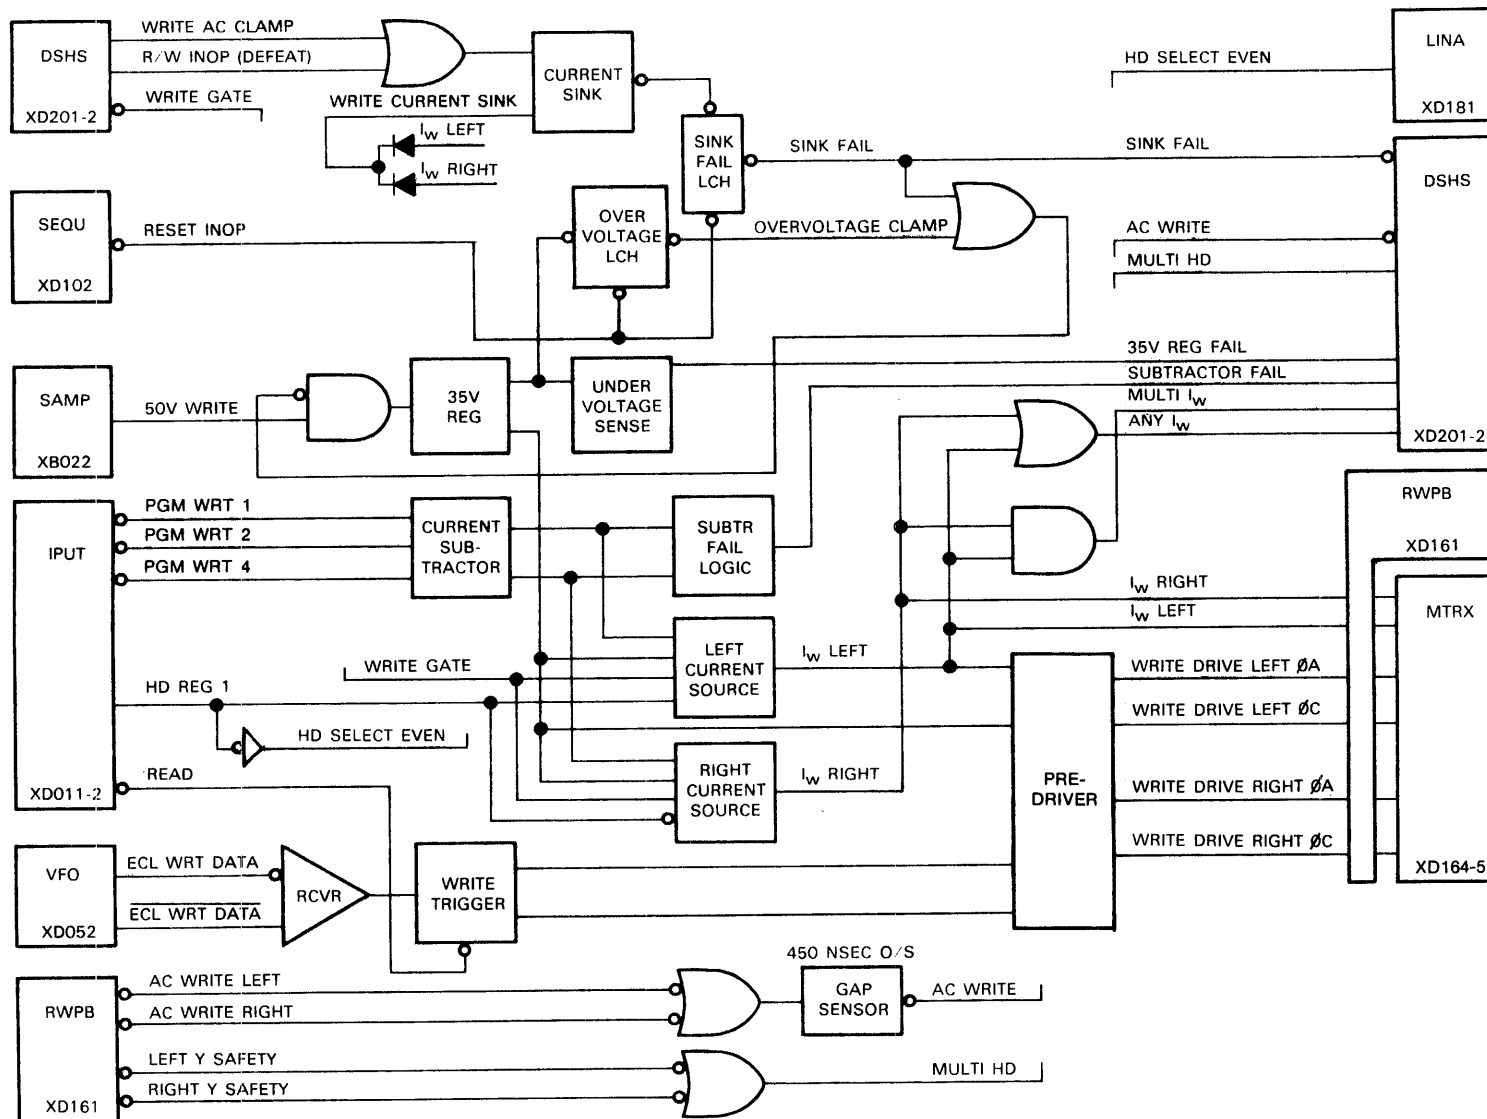 WRITE AC CLAMP
DSHS
R/W INOP (DEFEAT)
WRITE GATE
XD201-2
WRITE CURRENT SINK
I_W LEFT
I_W RIGHT
CURRENT
SINK
SINK
FAIL
LCH
SINK FAIL
SINK FAIL
HD SELECT EVEN
LINA
XD181
DSHS
SEQU
RESET INOP
XD102
OVER
VOLTAGE
LCH
OVERVOLTAGE CLAMP
AC WRITE
MULTI HD
SAMP
50V WRITE
XB022
35V
REG
UNDER
VOLTAGE
SENSE
35V REG FAIL
SUBTRACTOR FAIL
MULTI I_W
ANY I_W
XD201-2
IPUT
PGM WRT 1
PGM WRT 2
PGM WRT 4
CURRENT
SUB-
TRACTOR
SUBTR
FAIL
LOGIC
RWPB
XD161
I_W RIGHT
I_W LEFT
MTRX
WRITE GATE
HD REG 1
HD SELECT EVEN
READ
XD011-2
LEFT
CURRENT
SOURCE
I_W LEFT
RIGHT
CURRENT
SOURCE
I_W RIGHT
PRE-
DRIVER
WRITE DRIVE LEFT ØA
WRITE DRIVE LEFT ØC
WRITE DRIVE RIGHT ØA
WRITE DRIVE RIGHT ØC
XD164-5
VFO
ECL WRT DATA
ECL WRT DATA
XD052
RCVR
WRITE
TRIGGER
RWPB
AC WRITE LEFT
AC WRITE RIGHT
LEFT Y SAFETY
RIGHT Y SAFETY
XD161
450 NSEC O/S
GAP
SENSOR
AC WRITE
MULTI HD